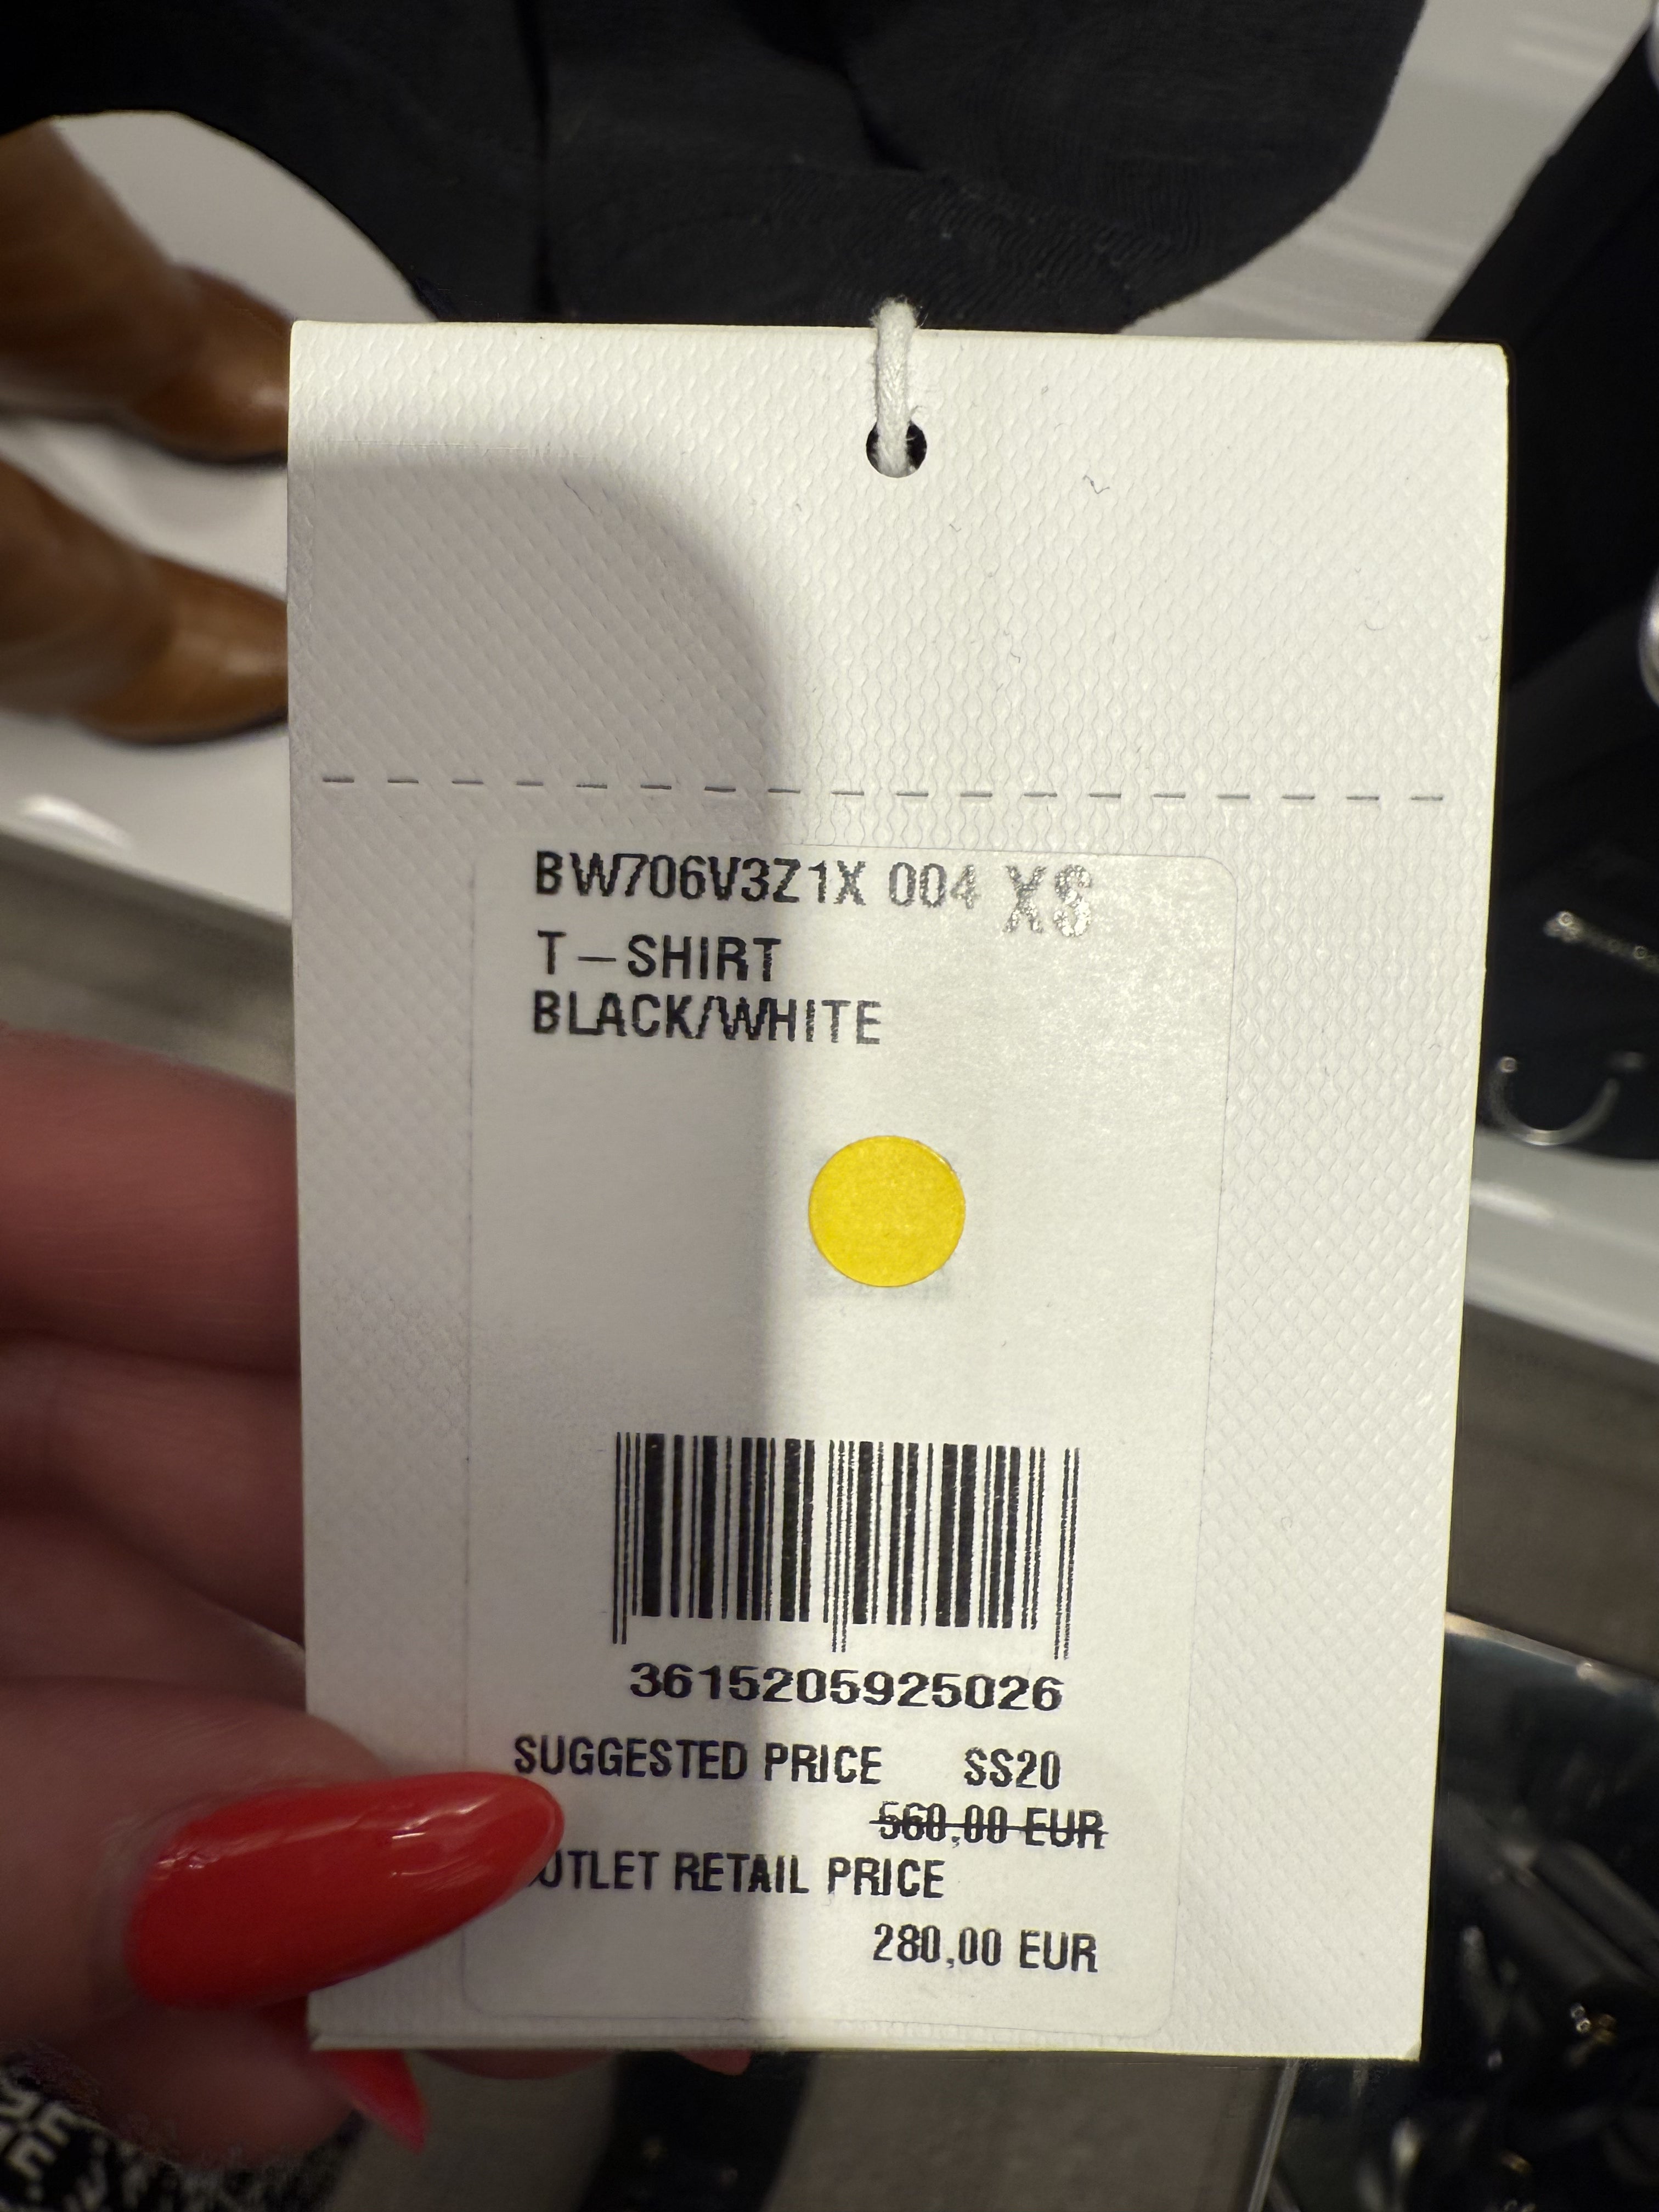 BW706V3Z1X 004 XS
T-SHIRT
BLACK/WHITE
3615205925026
SUGGESTED PRICE SS20
560,00 EUR
UTLET RETAIL PRICE
280,00 EUR